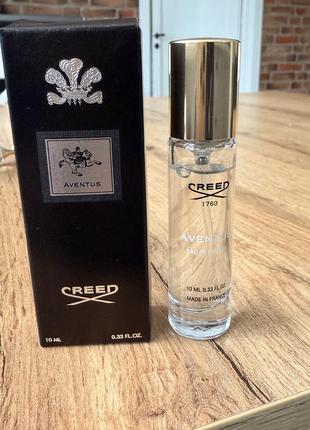 AVENTUS
CREED
10 ML 0.33 FL.OZ.
CREED
1760
AVENTUS
EAU DE PARFUM
10 ML 0.33 FL.OZ.
MADE IN FRANCE